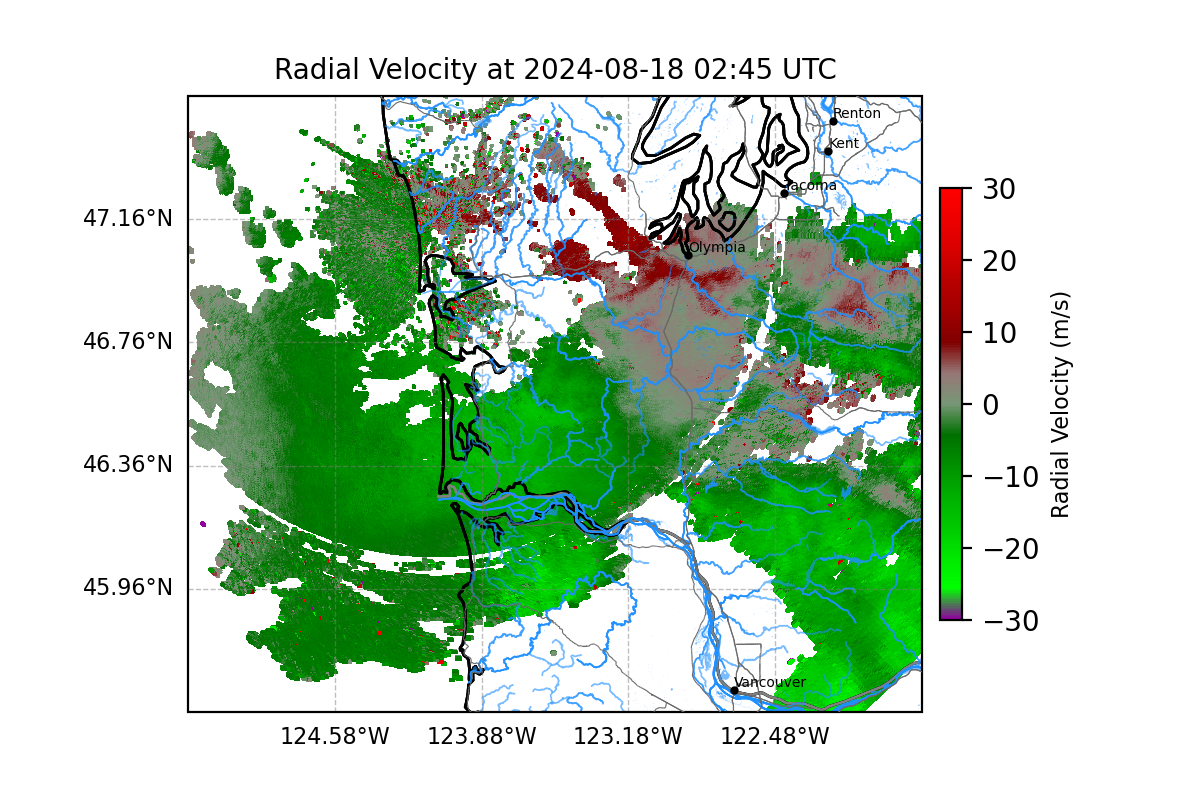 Radial Velocity at 2024-08-18 02:45 UTC
Renton
Kent
Tacoma
Olympia
Vancouver
47.16°N
46.76°N
46.36°N
45.96°N
124.58°W
123.88°W
123.18°W
122.48°W
30
20
10
0
−10
−20
−30
Radial Velocity (m/s)